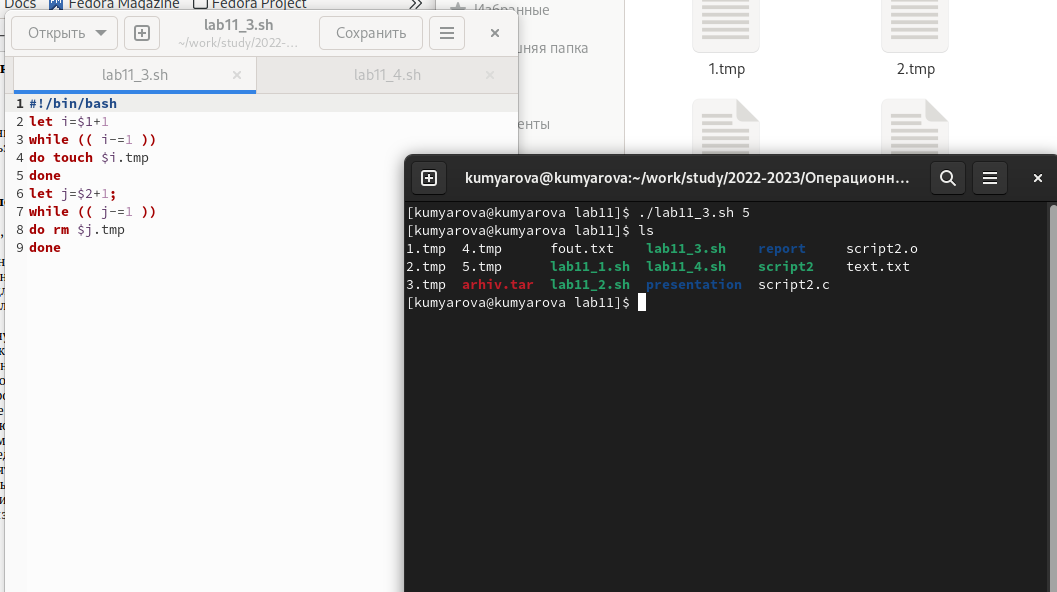 Docs Fedora Magazine Fedora Project
Избранные
Открыть
lab11_3.sh
~/work/study/2022-...
Сохранить
lab11_3.sh
lab11_4.sh
1 #!/bin/bash
2 let i=$1+1
3 while (( i-=1 ))
4 do touch $i.tmp
5 done
6 let j=$2+1;
7 while (( j-=1 ))
8 do rm $j.tmp
9 done
папка
1.tmp
2.tmp
kumyarova@kumyarova:~/work/study/2022-2023/Операционн...
[kumyarova@kumyarova lab11]$ ./lab11_3.sh 5
[kumyarova@kumyarova lab11]$ ls
1.tmp 4.tmp fout.txt lab11_3.sh report script2.o
2.tmp 5.tmp lab11_1.sh lab11_4.sh script2 text.txt
3.tmp arhiv.tar lab11_2.sh presentation script2.c
[kumyarova@kumyarova lab11]$